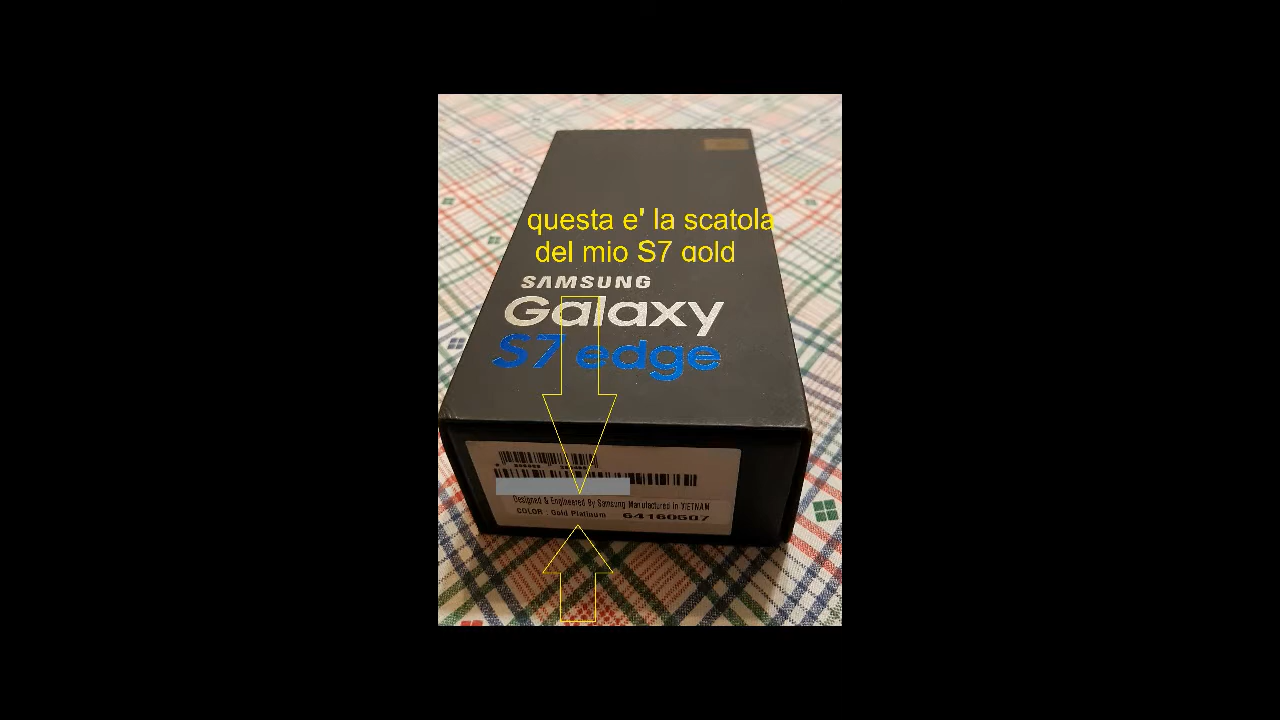 questa e' la scatola
del mio S7 gold
SAMSUNG
Galaxy
S7 edge
Designed & Engineered By Samsung Manufactured in VIETNAM
COLOR : Gold Platinum 64160507